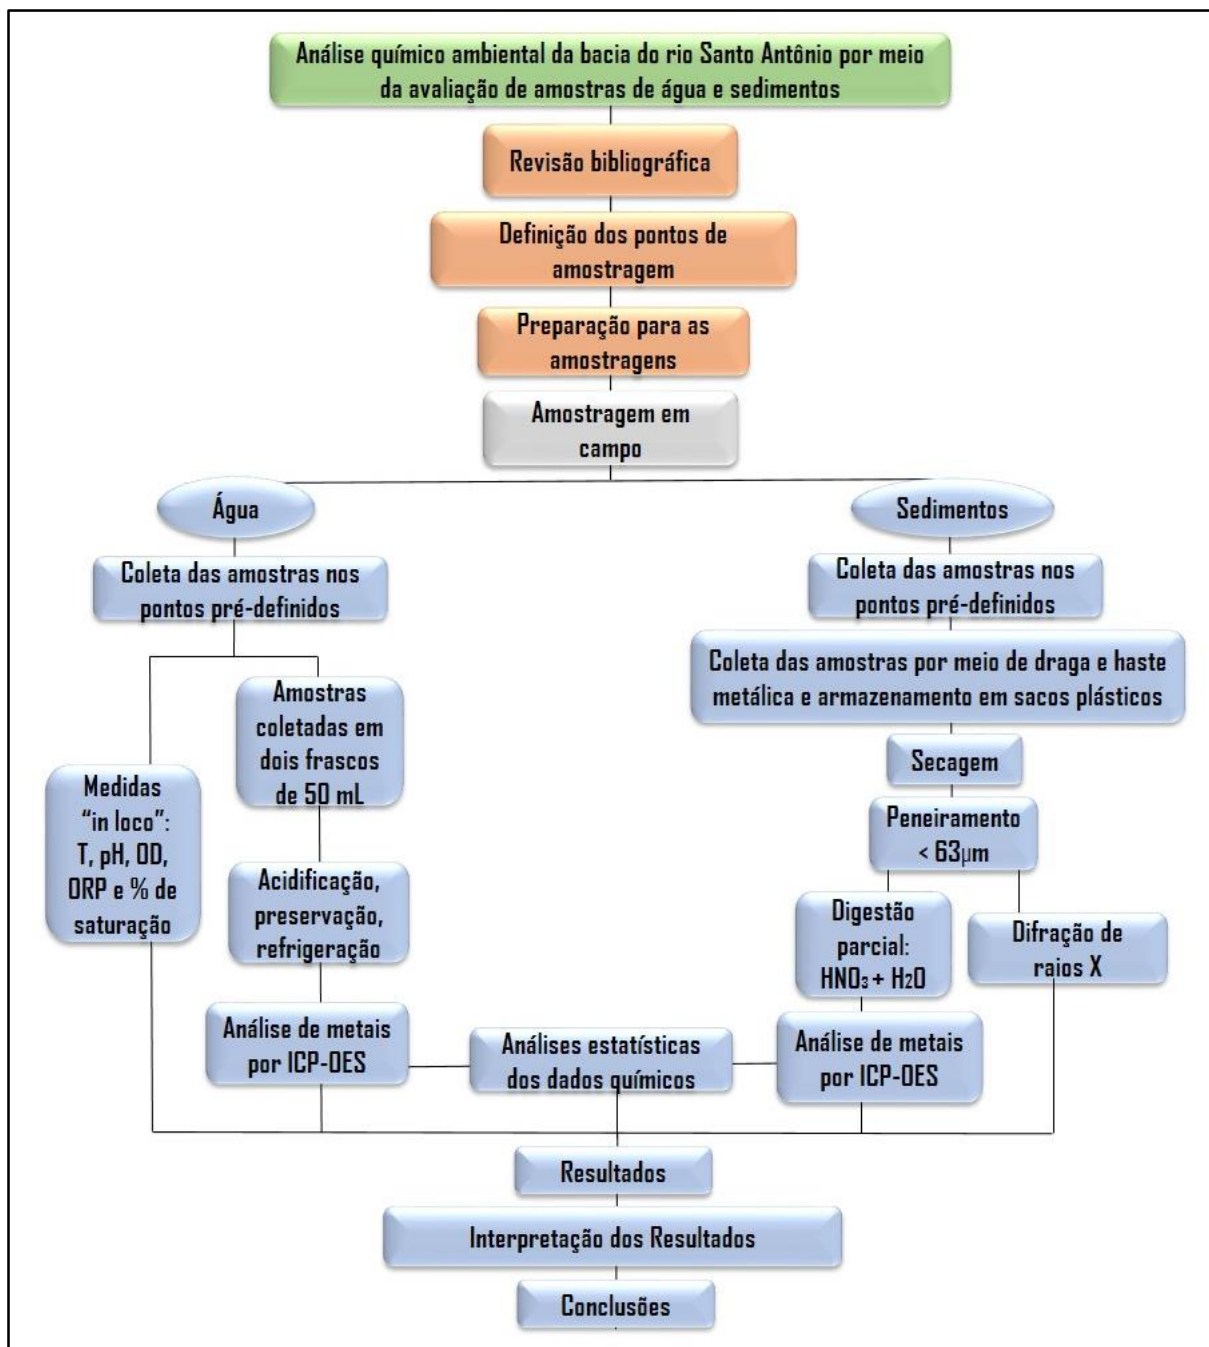 Análise químico ambiental da bacia do rio Santo Antônio por meio
da avaliação de amostras de água e sedimentos
Revisão bibliográfica
Definição dos pontos de
amostragem
Preparação para as
amostragens
Amostragem em
campo
Água
Coleta das amostras nos
pontos pré-definidos
Medidas
“in loco”:
T, pH, OD,
ORP e % de
saturação
Amostras
coletadas em
dois frascos
de 50 mL
Acidificação,
preservação,
refrigeração
Análise de metais
por ICP-OES
Sedimentos
Coleta das amostras nos
pontos pré-definidos
Coleta das amostras por meio de draga e haste
metálica e armazenamento em sacos plásticos
Secagem
Peneiramento
< 63µm
Digestão
parcial:
HNO₃ + H₂O
Análise de metais
por ICP-OES
Difração de
raios X
Análises estatísticas
dos dados químicos
Resultados
Interpretação dos Resultados
Conclusões